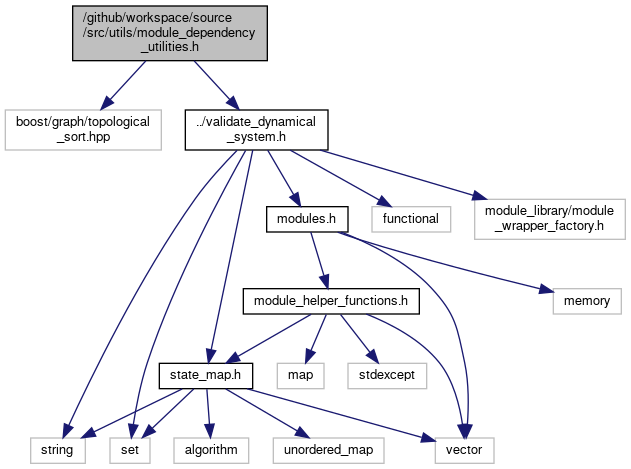 /github/workspace/source
/src/utils/module_dependency
_utilities.h
boost/graph/topological
_sort.hpp
../validate_dynamical
_system.h
modules.h
functional
module_library/module
_wrapper_factory.h
module_helper_functions.h
memory
state_map.h
map
stdexcept
string
set
algorithm
unordered_map
vector